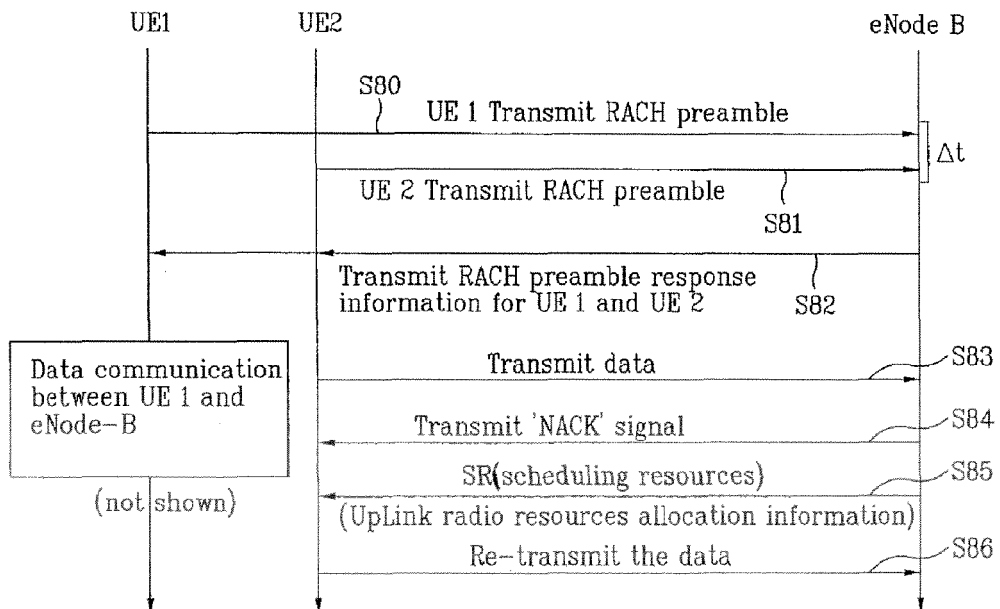 UE1
UE2
eNode B
S80
UE 1 Transmit RACH preamble
Δt
UE 2 Transmit RACH preamble
S81
Transmit RACH preamble response
information for UE 1 and UE 2
S82
Data communication
between UE 1 and
eNode-B
(not shown)
Transmit data
S83
Transmit 'NACK' signal
S84
SR(scheduling resources)
S85
(UpLink radio resources allocation information)
Re-transmit the data
S86